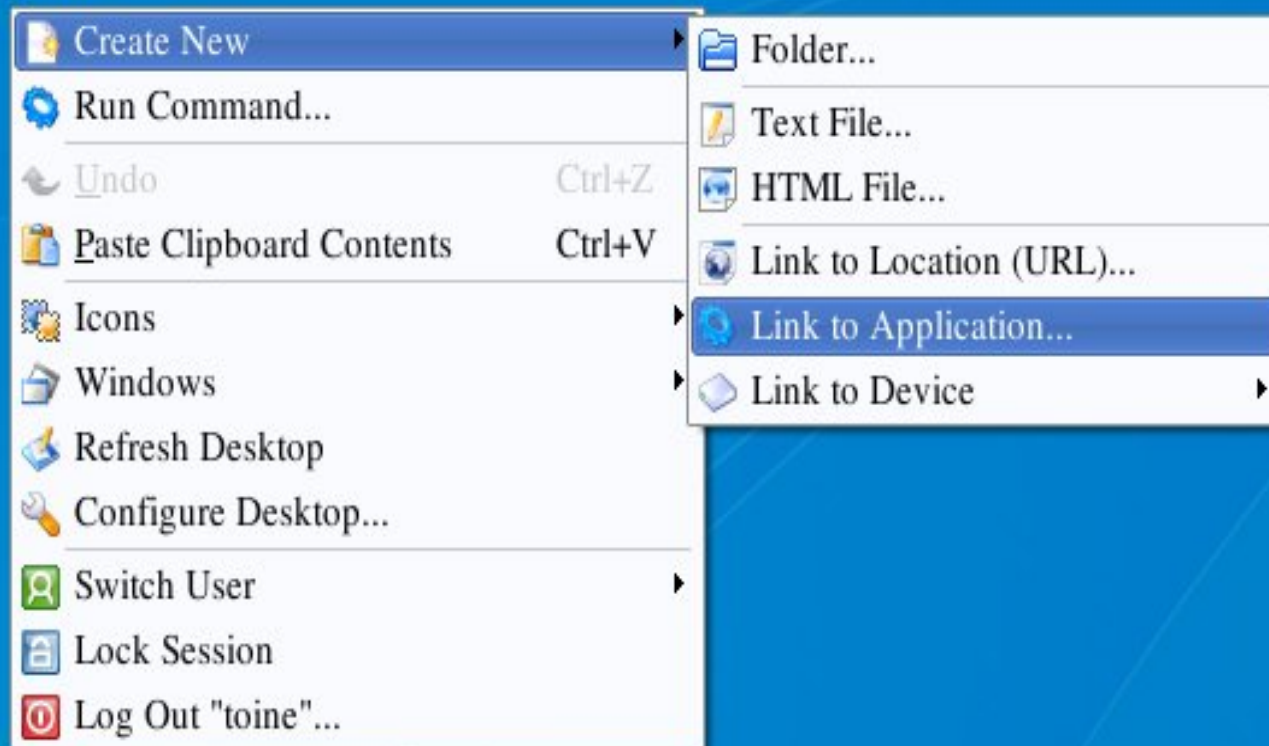 Create New
Run Command...
Undo Ctrl+Z
Paste Clipboard Contents Ctrl+V
Icons
Windows
Refresh Desktop
Configure Desktop...
Switch User
Lock Session
Log Out "toine"...
Folder...
Text File...
HTML File...
Link to Location (URL)...
Link to Application...
Link to Device